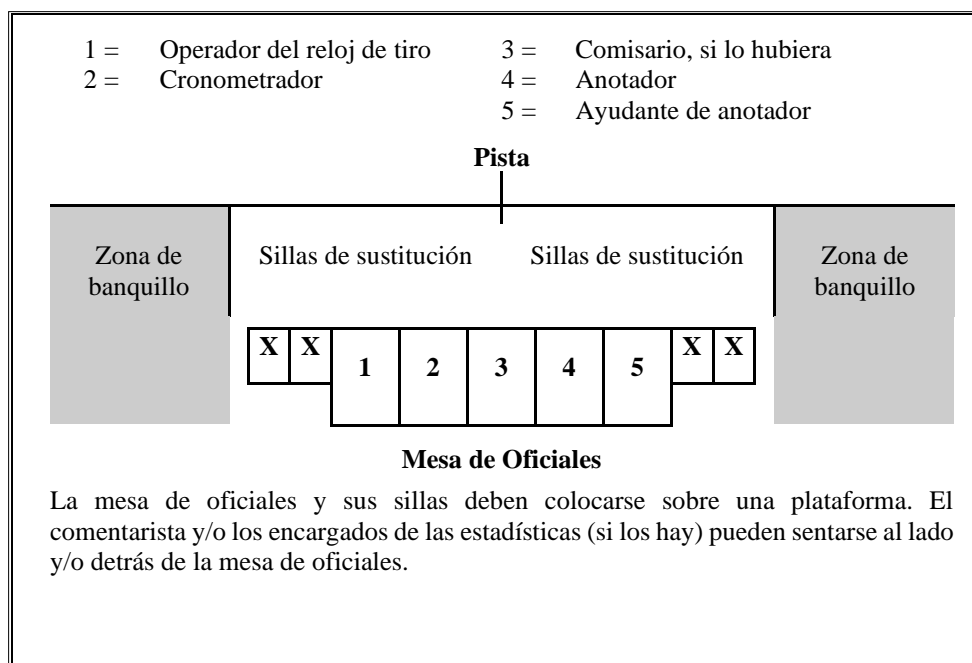 1 = Operador del reloj de tiro 3 = Comisario, si lo hubiera
2 = Cronometrador 4 = Anotador
5 = Ayudante de anotador
Pista
Zona de Sillas de sustitución Sillas de sustitución Zona de
banquillo banquillo
X X 1 2 3 4 5 X X
Mesa de Oficiales
La mesa de oficiales y sus sillas deben colocarse sobre una plataforma. El
comentarista y/o los encargados de las estadísticas (si los hay) pueden sentarse al lado
y/o detrás de la mesa de oficiales.